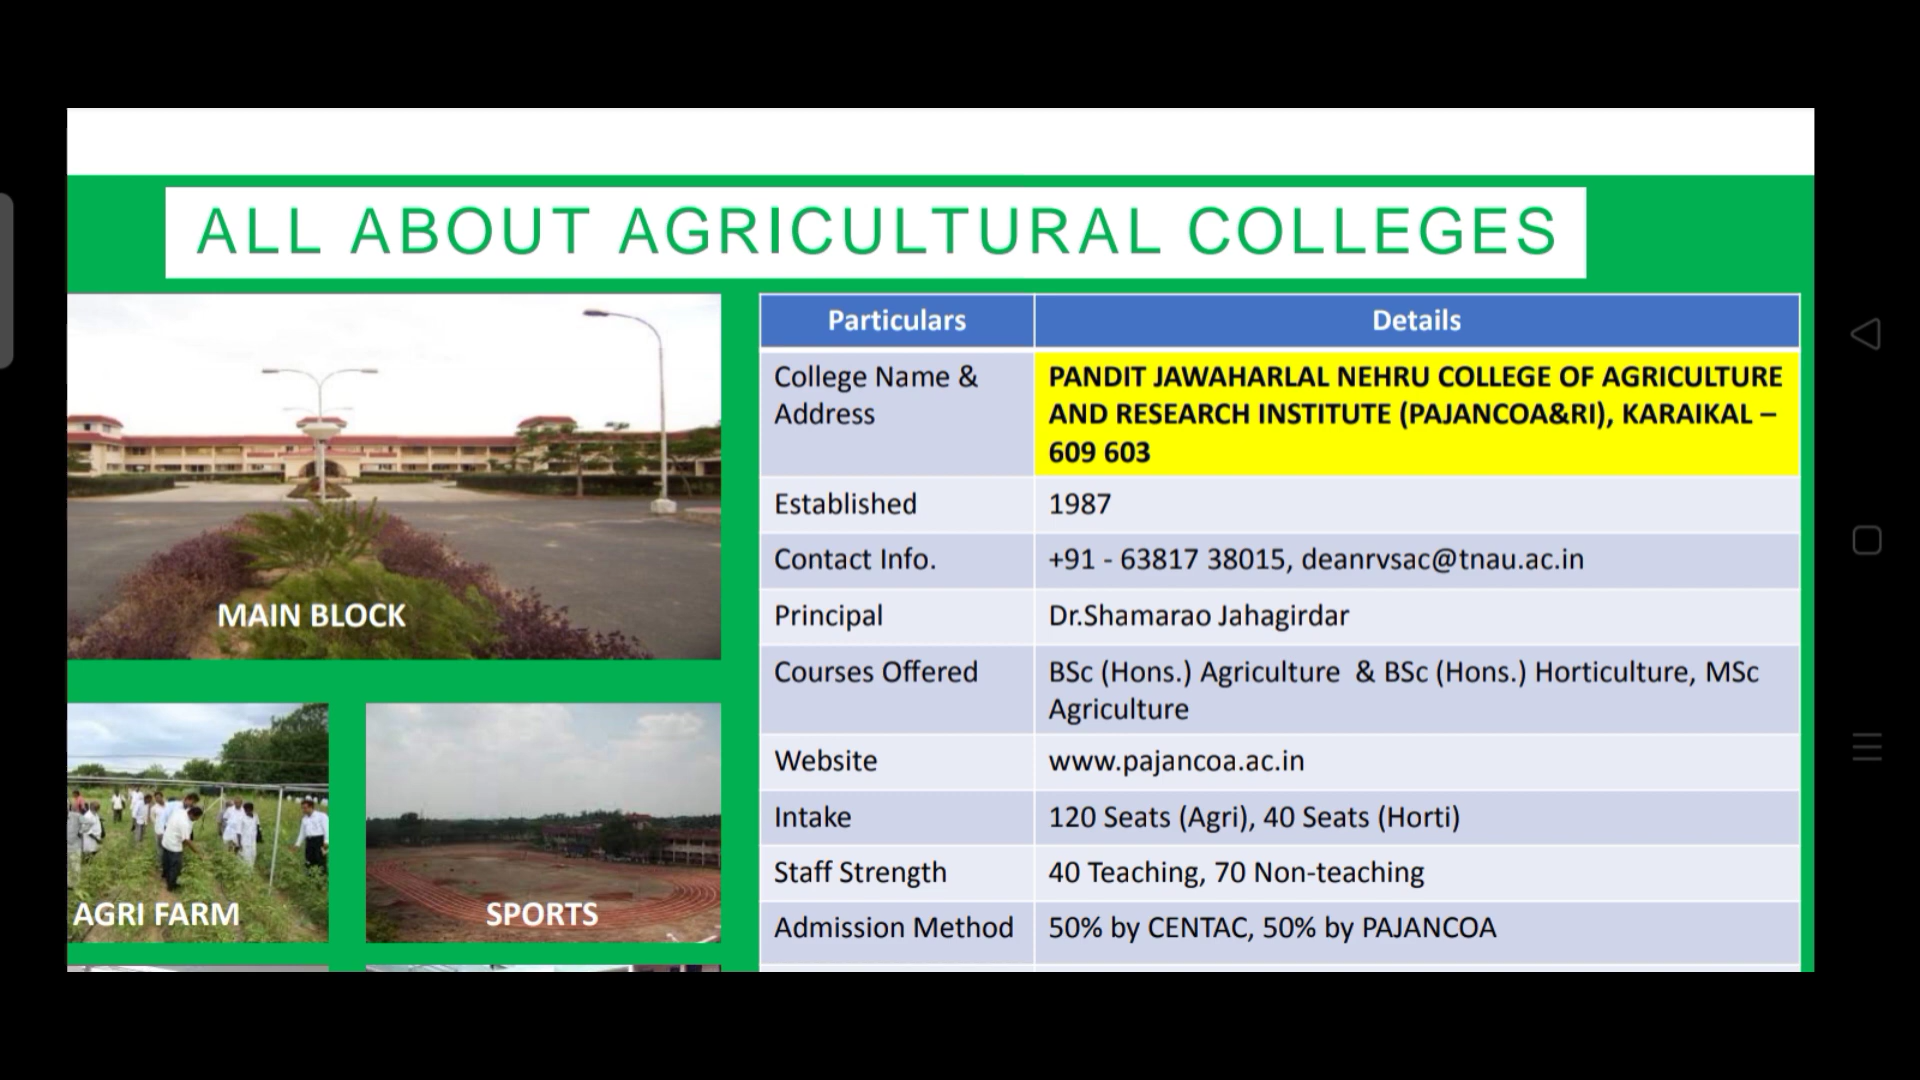 ALL ABOUT AGRICULTURAL COLLEGES
MAIN BLOCK
AGRI FARM
SPORTS
Particulars Details
College Name & Address
PANDIT JAWAHARLAL NEHRU COLLEGE OF AGRICULTURE
AND RESEARCH INSTITUTE (PAJANCOA&RI), KARAIKAL –
609 603
Established 1987
Contact Info. +91 - 63817 38015, deanrvsac@tnau.ac.in
Principal Dr.Shamarao Jahagirdar
Courses Offered BSc (Hons.) Agriculture & BSc (Hons.) Horticulture, MSc
Agriculture
Website www.pajancoa.ac.in
Intake 120 Seats (Agri), 40 Seats (Horti)
Staff Strength 40 Teaching, 70 Non-teaching
Admission Method 50% by CENTAC, 50% by PAJANCOA